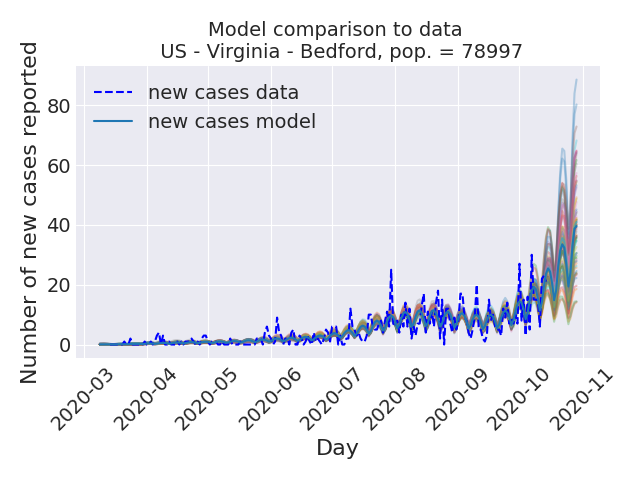 Model comparison to data
US - Virginia - Bedford, pop. = 78997
Number of new cases reported
80
60
40
20
0
new cases data
new cases model
2020-03
2020-04
2020-05
2020-06
2020-07
2020-08
2020-09
2020-10
2020-11
Day